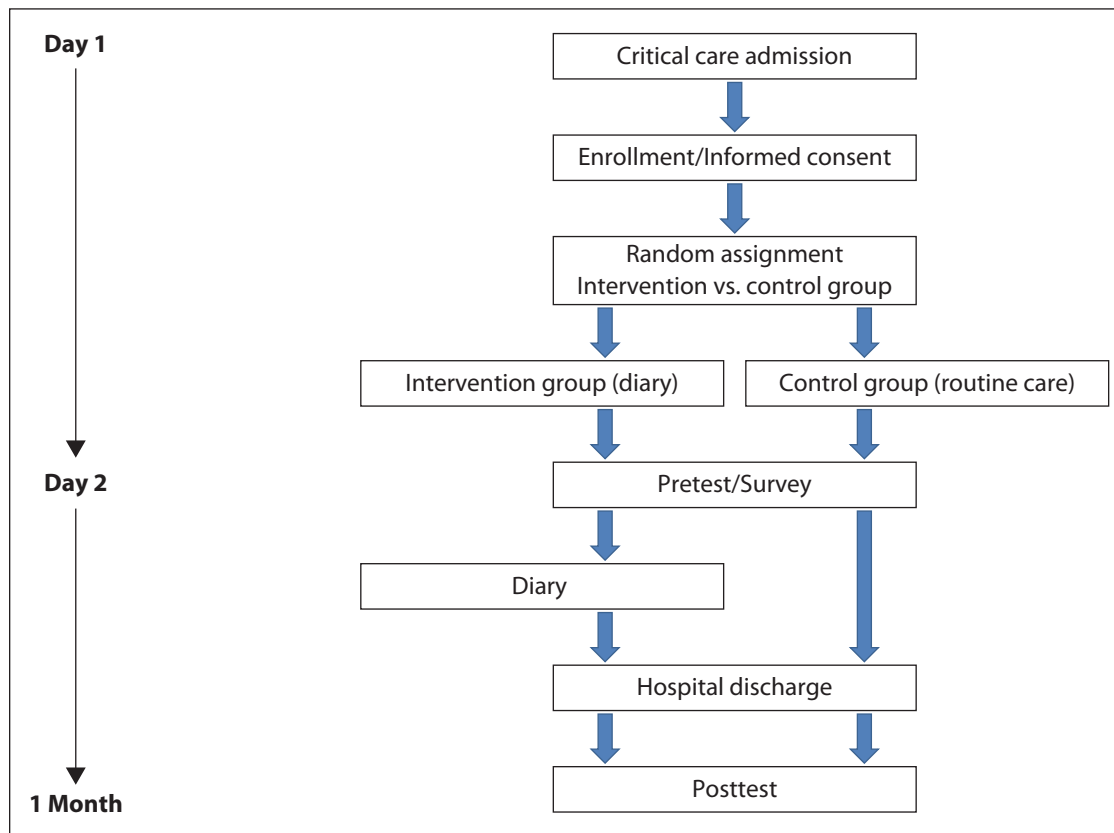 Day 1
Critical care admission
Enrollment/Informed consent
Random assignment
Intervention vs. control group
Intervention group (diary)
Control group (routine care)
Day 2
Pretest/Survey
Diary
Hospital discharge
Posttest
1 Month